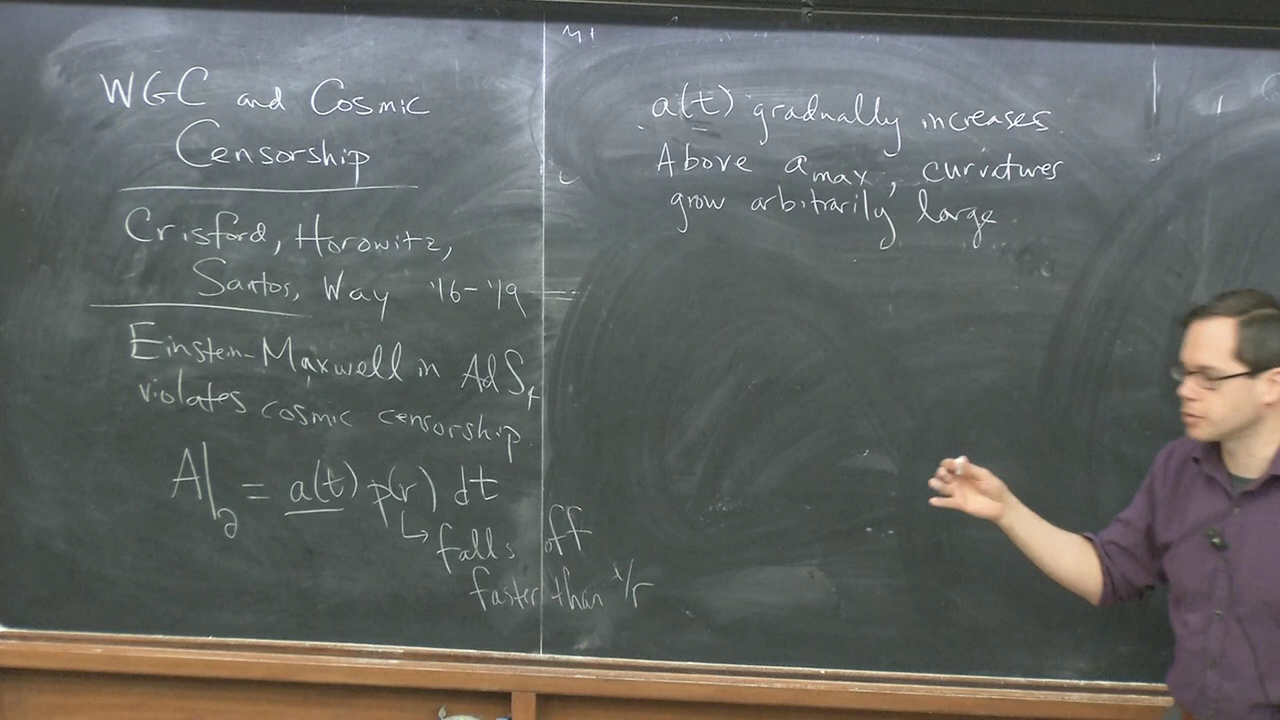 WGC and Cosmic
Censorship
Crisford, Horowitz,
Santos, Way '16-'19
Einstein-Maxwell in AdS₄
violates cosmic censorship.
A|∂ = a(t) p(r) dt
↳ falls off
faster than 1/r
a(t) gradually increases.
Above a_max, curvatures
grow arbitrarily large.